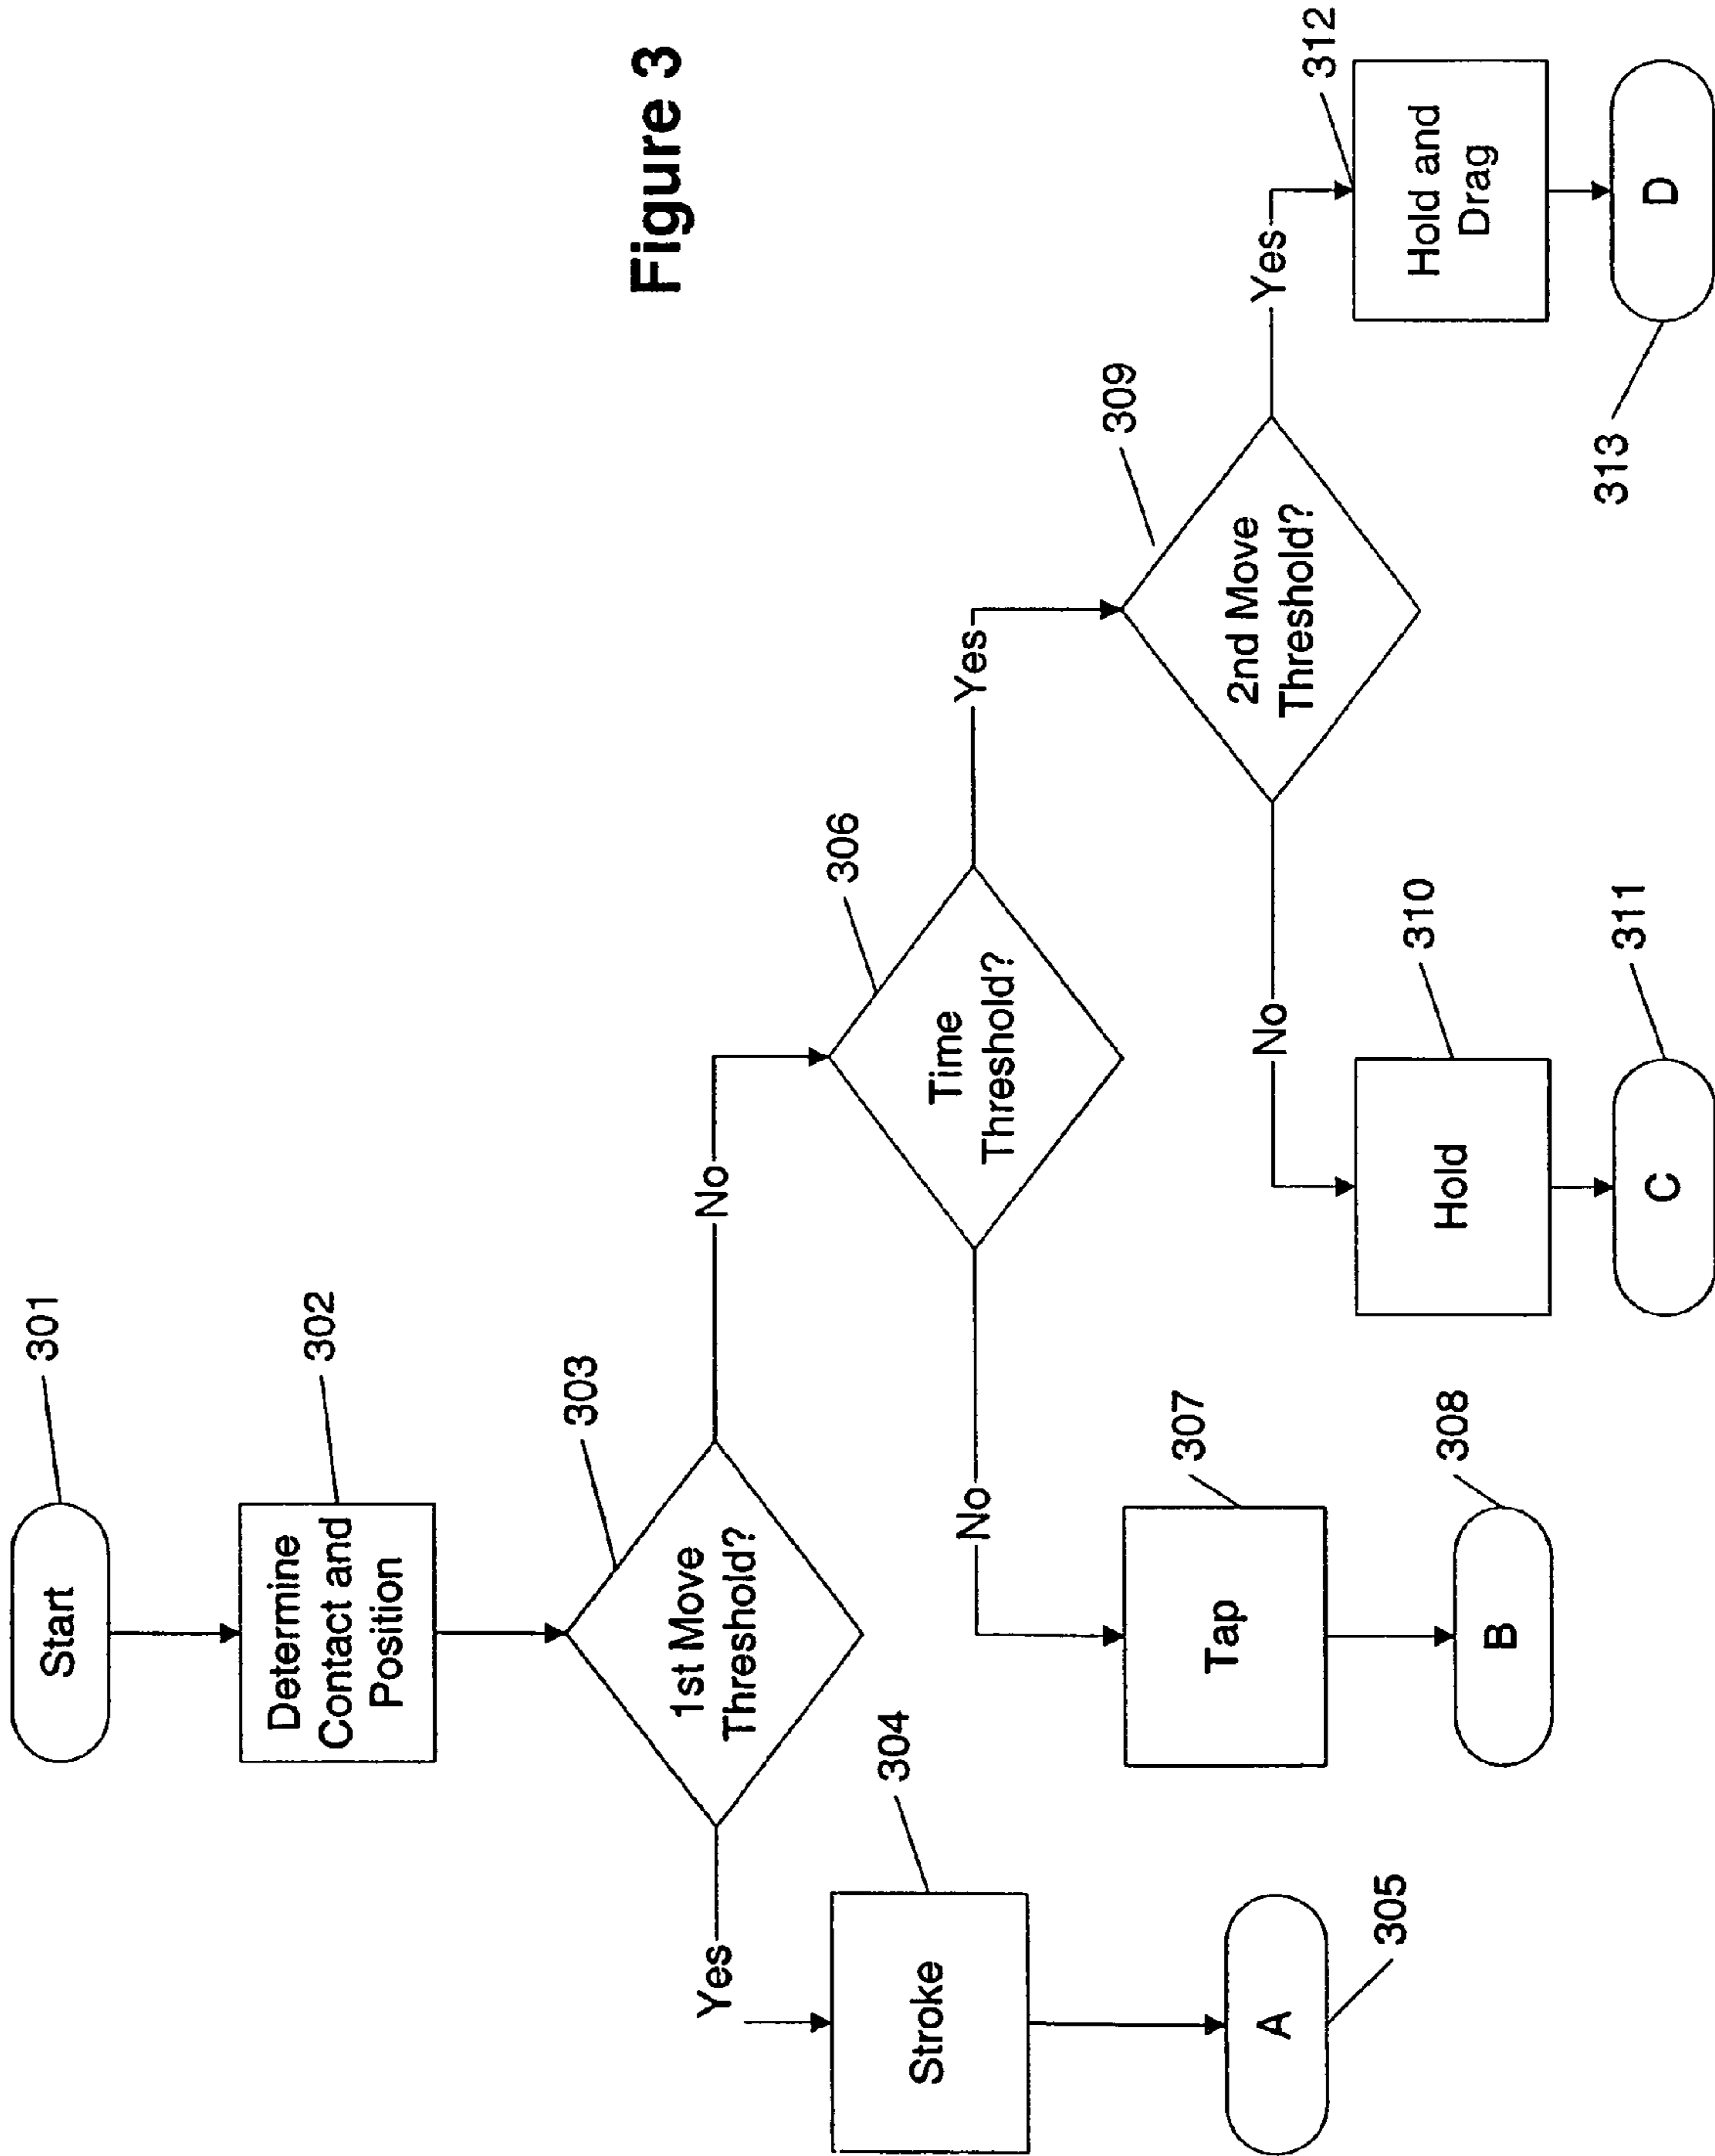 Figure 3
Start
301
Determine
Contact and
Position
302
1st Move
Threshold?
303
Yes
No
Stroke
304
A
305
Time
Threshold?
306
No
Yes
Tap
307
B
308
2nd Move
Threshold?
309
No
Yes
Hold
310
C
311
Hold and
Drag
312
D
313